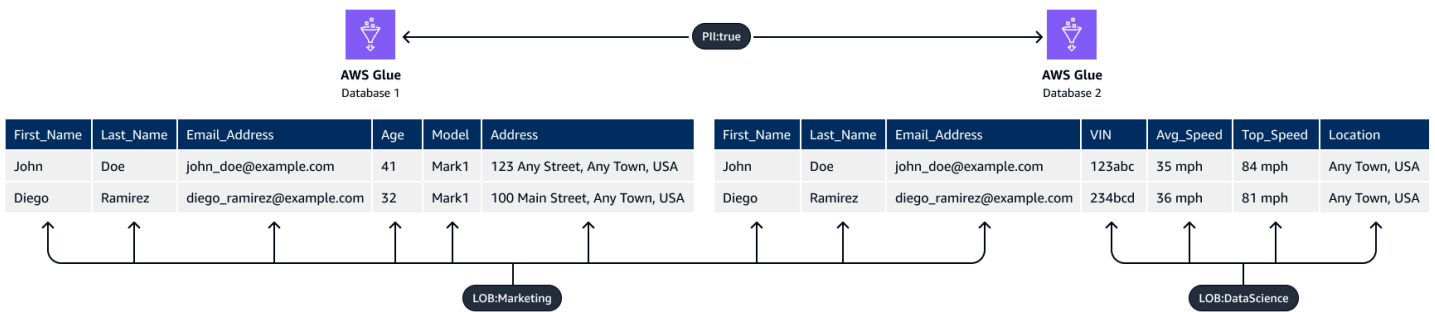 PII:true
AWS Glue
Database 1
AWS Glue
Database 2
First_Name Last_Name Email_Address Age Model Address
John Doe john_doe@example.com 41 Mark1 123 Any Street, Any Town, USA
Diego Ramirez diego_ramirez@example.com 32 Mark1 100 Main Street, Any Town, USA
First_Name Last_Name Email_Address VIN Avg_Speed Top_Speed Location
John Doe john_doe@example.com 123abc 35 mph 84 mph Any Town, USA
Diego Ramirez diego_ramirez@example.com 234bcd 36 mph 81 mph Any Town, USA
LOB:Marketing
LOB:DataScience